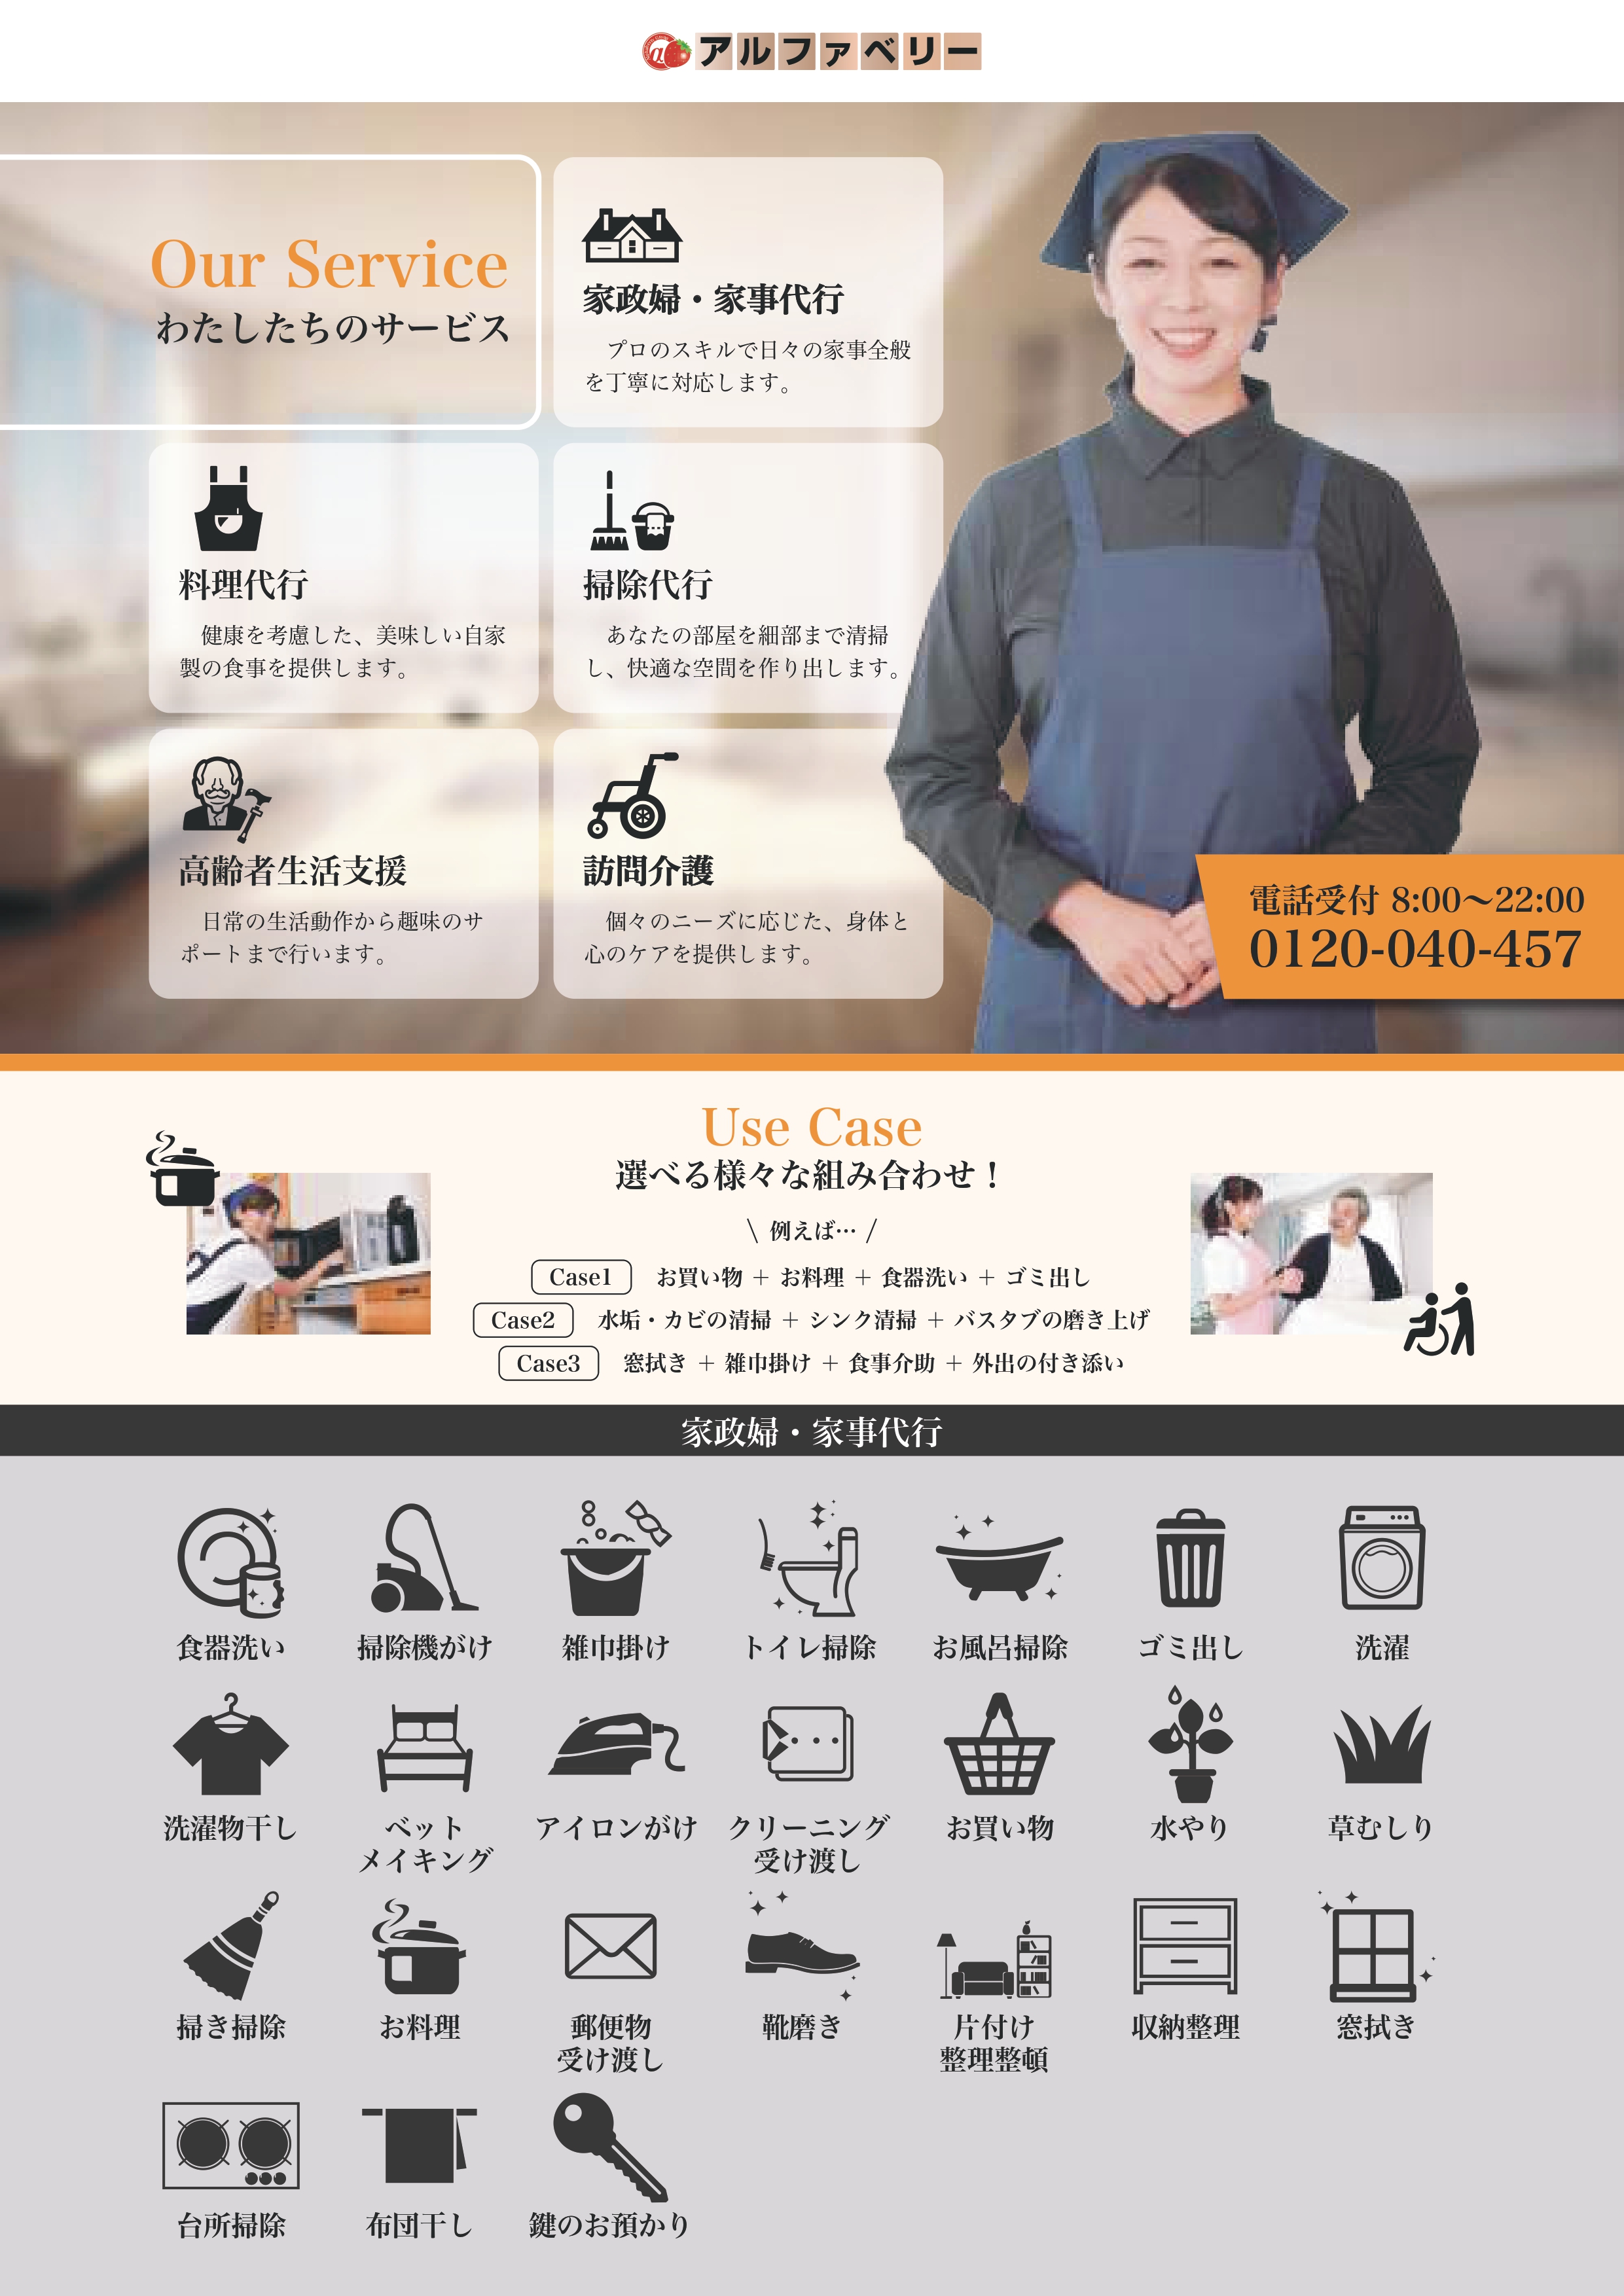 アルファベリー
Our Service
わたしたちのサービス
家政婦・家事代行
プロのスキルで日々の家事全般
を丁寧に対応します。
料理代行
健康を考慮した、美味しい自家
製の食事を提供します。
掃除代行
あなたの部屋を細部まで清掃
し、快適な空間を作り出します。
高齢者生活支援
日常の生活動作から趣味のサ
ポートまで行います。
訪問介護
個々のニーズに応じた、身体と
心のケアを提供します。
電話受付 8:00〜22:00
0120-040-457
Use Case
選べる様々な組み合わせ！
\ 例えば… /
Case1 お買い物 + お料理 + 食器洗い + ゴミ出し
Case2 水垢・カビの清掃 + シンク清掃 + バスタブの磨き上げ
Case3 窓拭き + 雑巾掛け + 食事介助 + 外出の付き添い
家政婦・家事代行
食器洗い
掃除機がけ
雑巾掛け
トイレ掃除
お風呂掃除
ゴミ出し
洗濯
洗濯物干し
ベット
メイキング
アイロンがけ
クリーニング
受け渡し
お買い物
水やり
草むしり
掃き掃除
お料理
郵便物
受け渡し
靴磨き
片付け
整理整頓
収納整理
窓拭き
台所掃除
布団干し
鍵のお預かり